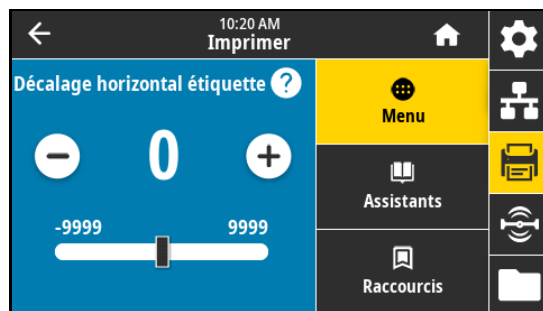 10:20 AM
Imprimer
Décalage horizontal étiquette ?
0
-9999 9999
Menu
Assistants
Raccourcis